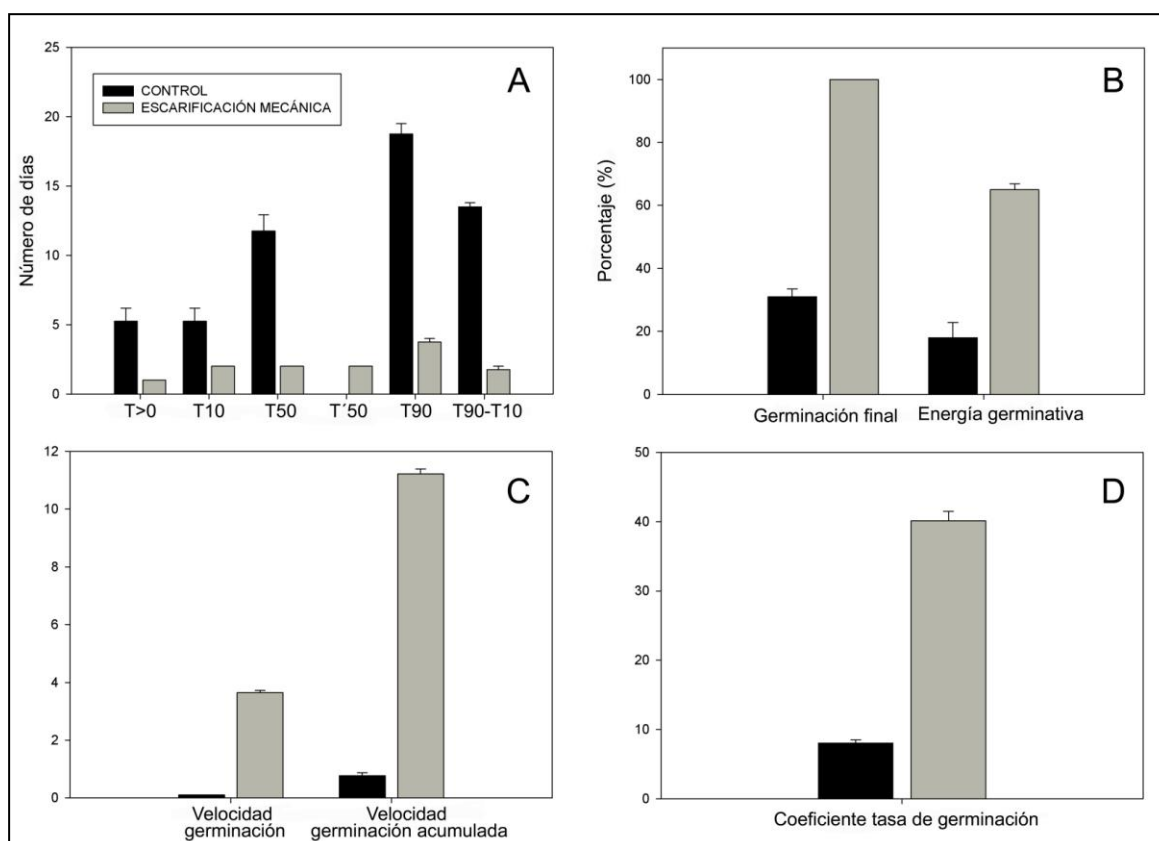 A
CONTROL
ESCARIFICACIÓN MECÁNICA
Número de días
25
20
15
10
5
0
T>0 T10 T50 T´50 T90 T90-T10
B
Porcentaje (%)
100
80
60
40
20
0
Germinación final Energía germinativa
C
12
10
8
6
4
2
0
Velocidad
germinación
Velocidad
germinación acumulada
D
50
40
30
20
10
0
Coeficiente tasa de germinación